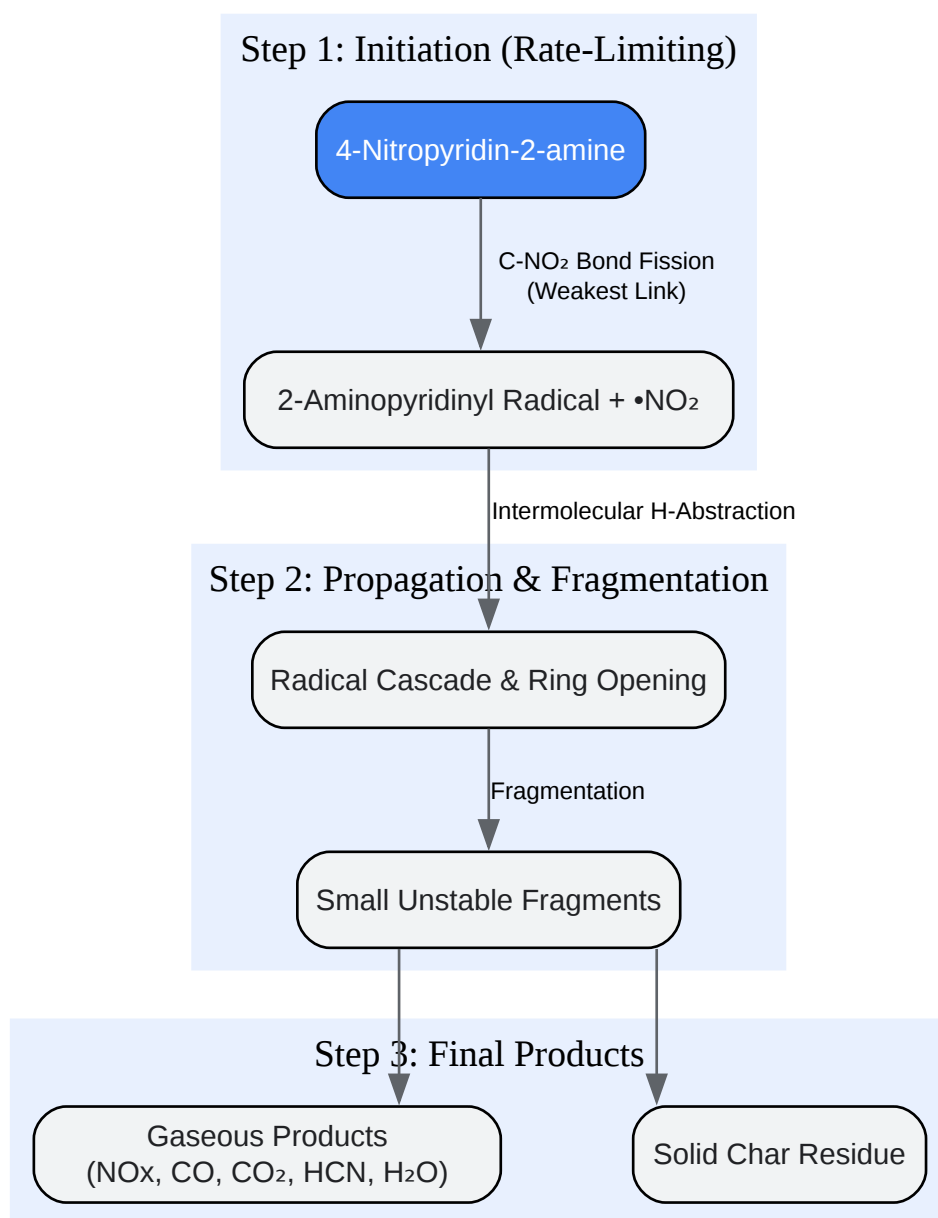 Step 1: Initiation (Rate-Limiting)
4-Nitropyridin-2-amine
C-NO₂ Bond Fission
(Weakest Link)
2-Aminopyridinyl Radical + •NO₂
Intermolecular H-Abstraction
Step 2: Propagation & Fragmentation
Radical Cascade & Ring Opening
Fragmentation
Small Unstable Fragments
Step 3: Final Products
Gaseous Products
(NOx, CO, CO₂, HCN, H₂O)
Solid Char Residue